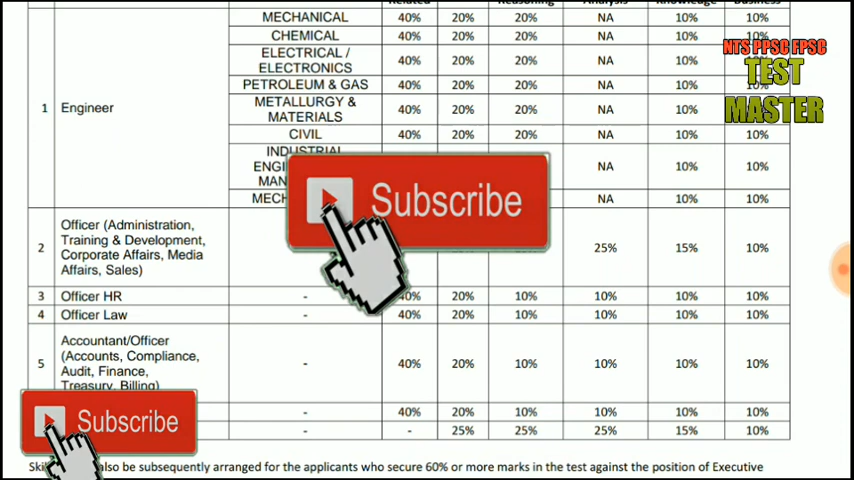 Related Reasoning Analysis Knowledge Business
MECHANICAL 40% 20% 20% NA 10% 10%
CHEMICAL 40% 20% 20% NA 10% 10%
ELECTRICAL /
ELECTRONICS 40% 20% 20% NA 10% 10%
PETROLEUM & GAS 40% 20% 20% NA 10% 10%
METALLURGY &
MATERIALS 40% 20% 20% NA 10% 10%
1 Engineer
CIVIL 40% 20% 20% NA 10% 10%
INDUSTRIAL
NA 10% 10%
NA 10% 10%
NTS PPSC FPSC
TEST
MASTER
Subscribe
2 Officer (Administration,
Training & Development,
Corporate Affairs, Media
Affairs, Sales)
25% 15% 10%
3 Officer HR - 40% 20% 10% 10% 10% 10%
4 Officer Law - 40% 20% 10% 10% 10% 10%
5 Accountant/Officer
(Accounts, Compliance,
Audit, Finance,
Treasury, Billing)
- 40% 20% 10% 10% 10% 10%
- 40% 20% 10% 10% 10% 10%
- - 25% 25% 25% 15% 10%
Subscribe
also be subsequently arranged for the applicants who secure 60% or more marks in the test against the position of Executive